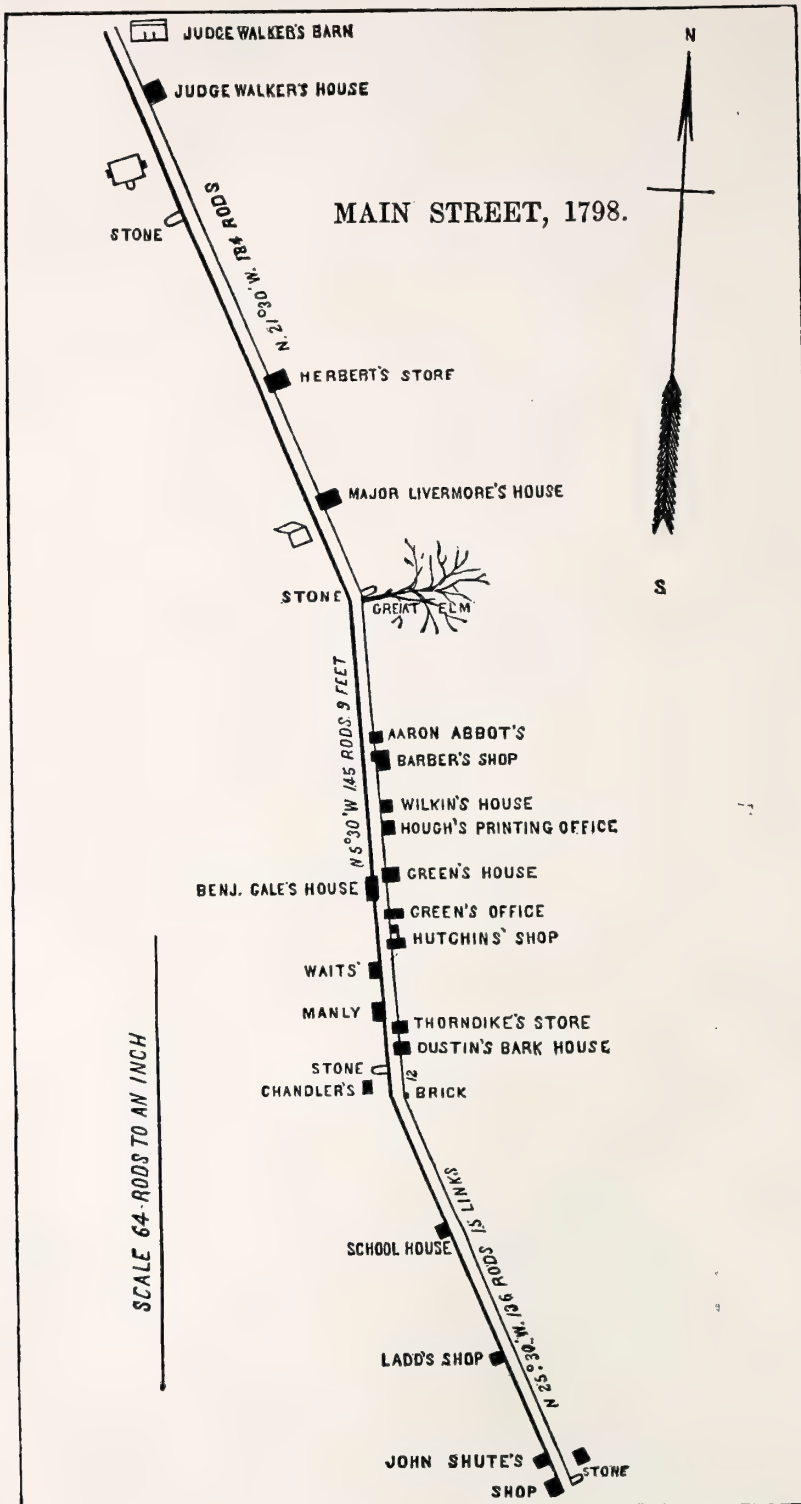 JUDGE WALKER'S BARN
N
JUDGE WALKER'S HOUSE
MAIN STREET, 1798.
STONE
N. 21°30' W. 184 RODS
HERBERT'S STORE
MAJOR LIVERMORE'S HOUSE
S
STONE
GREAT ELM
N 5°30' W 145 RODS 9 FEET
AARON ABBOT'S
BARBER'S SHOP
WILKIN'S HOUSE
HOUGH'S PRINTING OFFICE
GREEN'S HOUSE
BENJ. GALE'S HOUSE
GREEN'S OFFICE
HUTCHINS' SHOP
WAITS'
MANLY
THORNDIKE'S STORE
DUSTIN'S BARK HOUSE
STONE
12
CHANDLER'S
BRICK
SCALE 64-RODS TO AN INCH
N 25°.30' W. 136 RODS 15 LINKS
SCHOOL HOUSE
LADD'S SHOP
JOHN SHUTE'S
STONE
SHOP